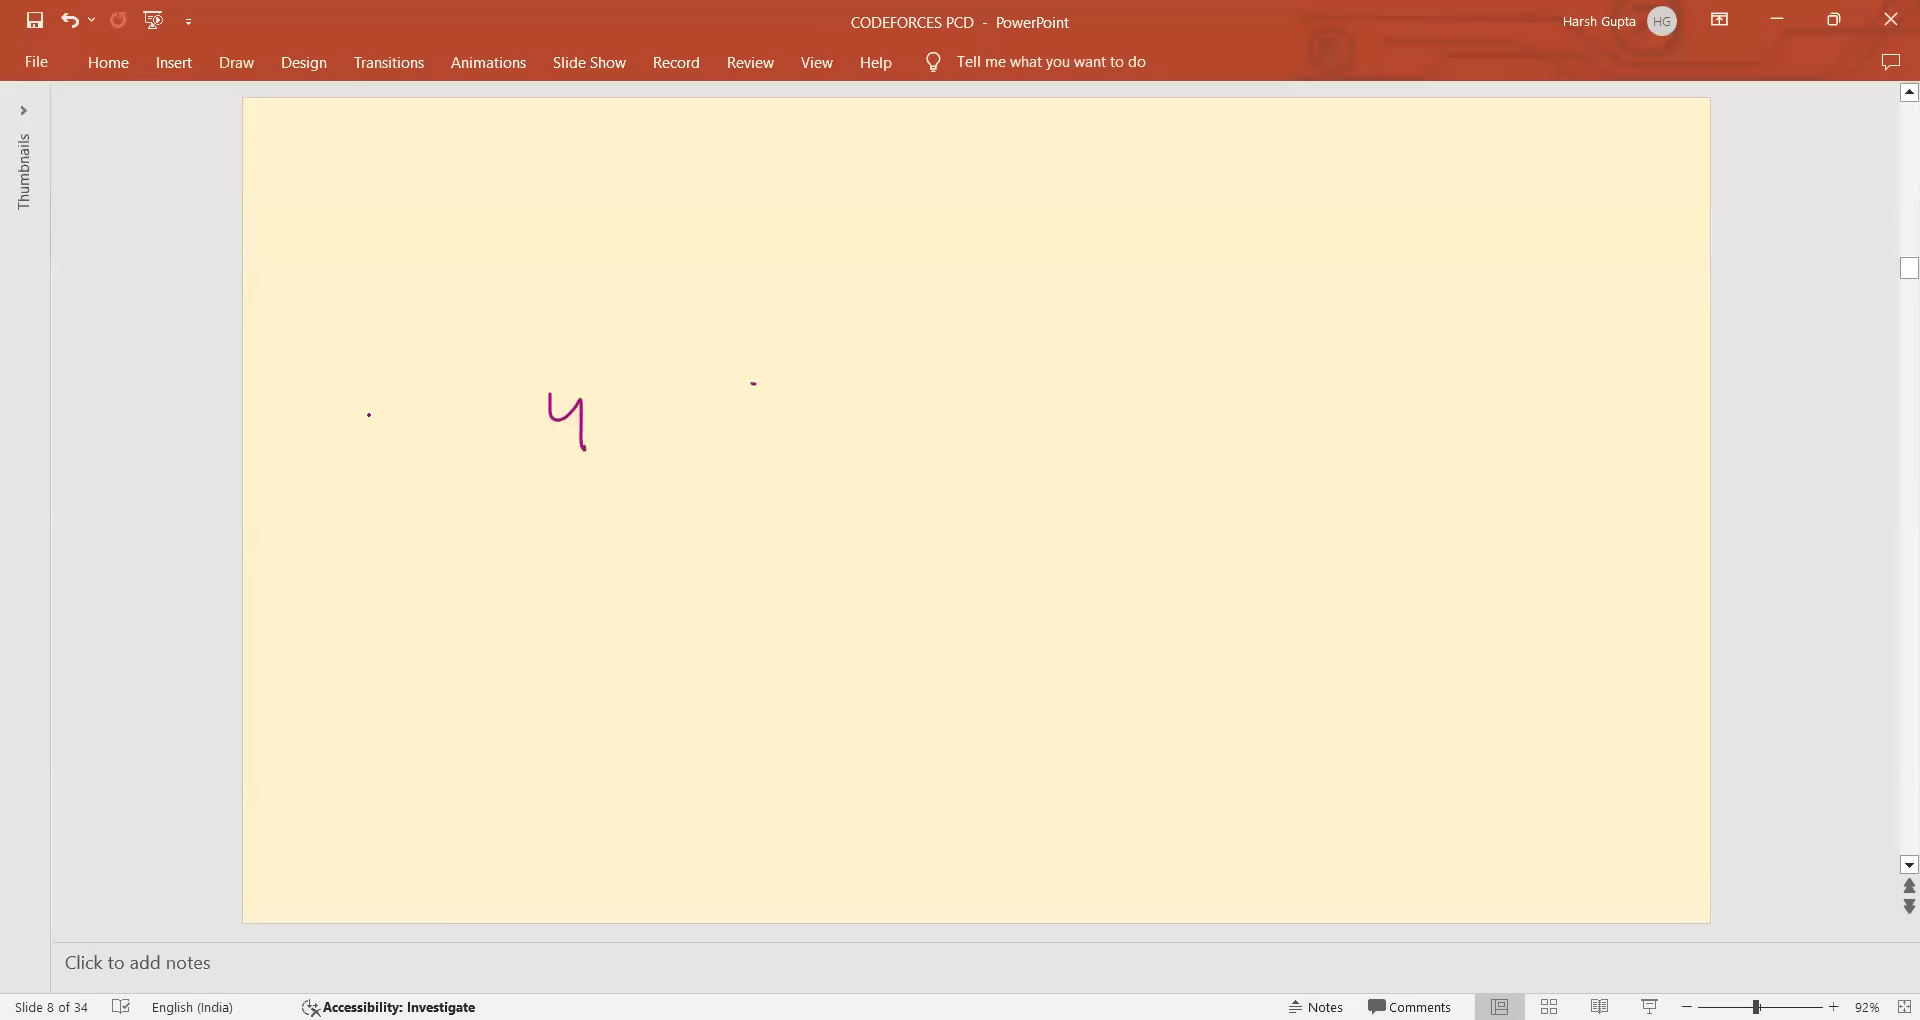 CODEFORCES PCD - PowerPoint
Harsh Gupta HG
File Home Insert Draw Design Transitions Animations Slide Show Record Review View Help Tell me what you want to do
Thumbnails
4
Click to add notes
Slide 8 of 34 English (India) Accessibility: Investigate Notes Comments 92%